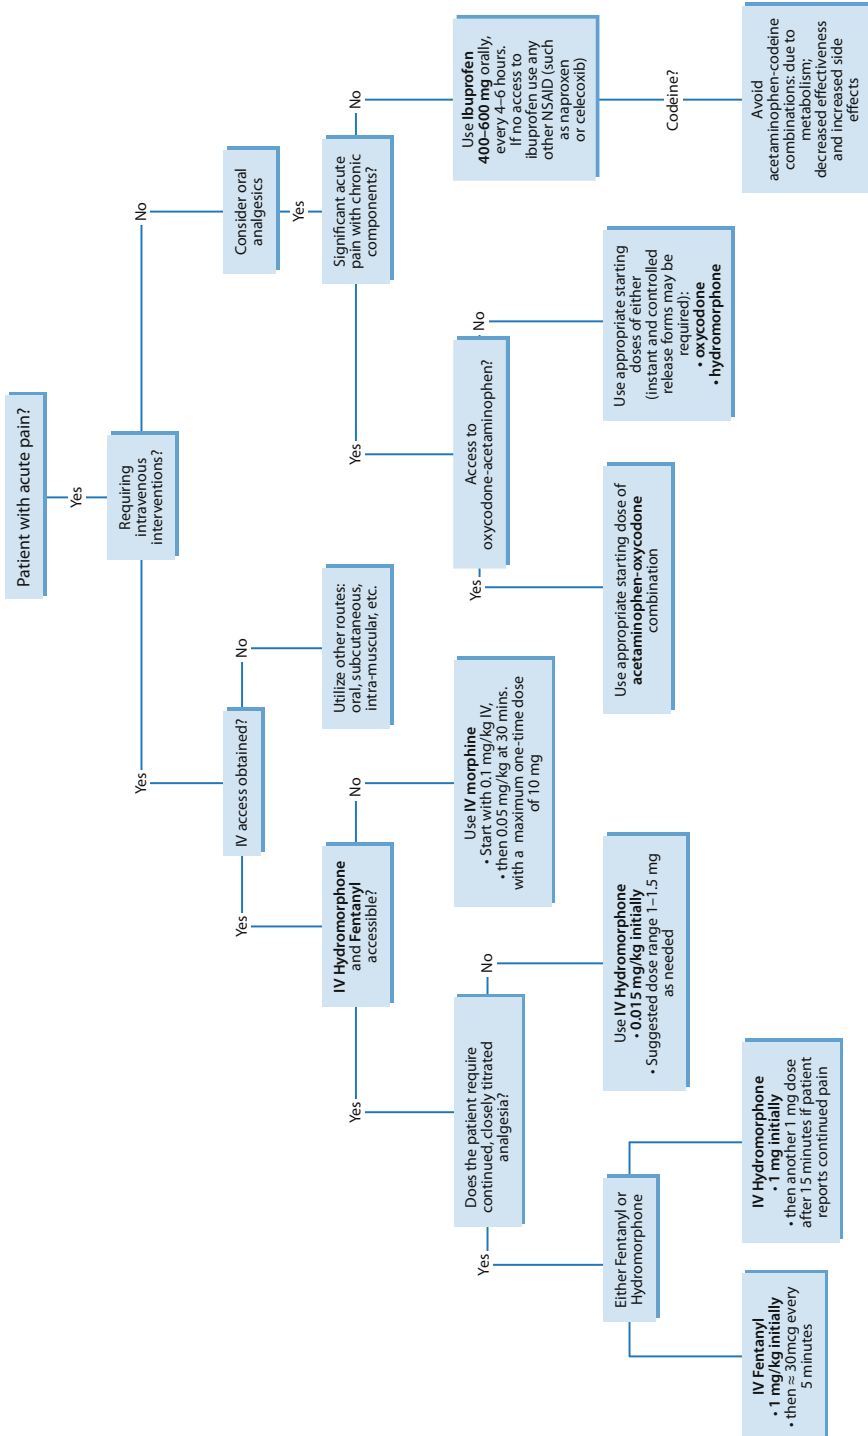 Patient with acute pain?
Yes
Requiring
intravenous
interventions?
Yes
No
IV access obtained?
Consider oral
analgesics
Yes
No
Yes
IV Hydromorphone
and Fentanyl
accessible?
Utilize other routes:
oral, subcutaneous,
intra-muscular, etc.
Significant acute
pain with chronic
components?
Yes
No
Yes
No
Does the patient require
continued, closely titrated
analgesia?
Use IV morphine
• Start with 0.1 mg/kg IV,
• then 0.05 mg/kg at 30 mins.
with a maximum one-time dose
of 10 mg
Access to
oxycodone-acetaminophen?
Use Ibuprofen
400–600 mg orally,
every 4–6 hours.
If no access to
ibuprofen use any
other NSAID (such
as naproxen
or celecoxib)
Yes
No
Yes
No
Codeine?
Either Fentanyl or
Hydromorphone
Use IV Hydromorphone
• 0.015 mg/kg initially
• Suggested dose range 1–1.5 mg
as needed
Use appropriate starting dose of
acetaminophen-oxycodone
combination
Use appropriate starting
doses of either
(instant and controlled
release forms may be
required):
• oxycodone
• hydromorphone
IV Fentanyl
• 1 mg/kg initially
• then ≈ 30mcg every
5 minutes
IV Hydromorphone
• 1 mg initially
• then another 1 mg dose
after 15 minutes if patient
reports continued pain
Avoid
acetaminophen-codeine
combinations: due to
metabolism;
decreased effectiveness
and increased side
effects